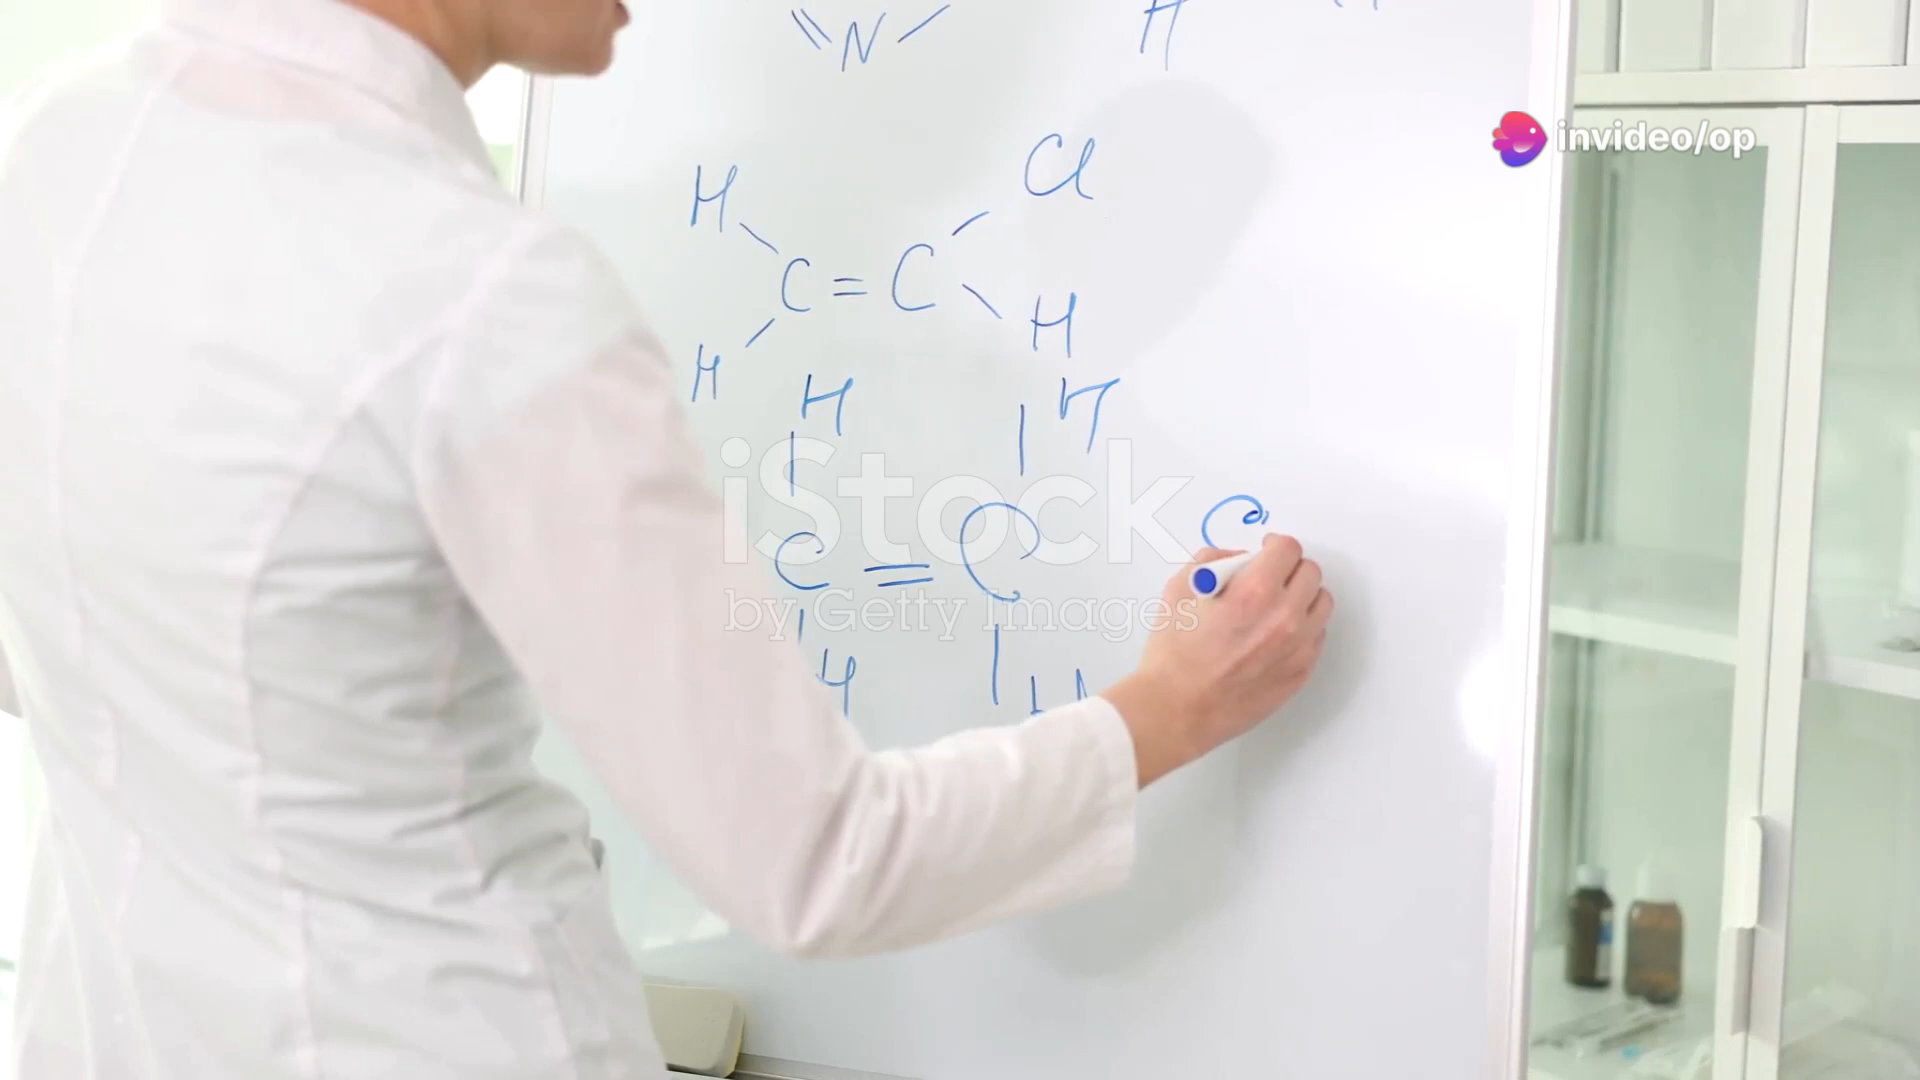 N H
invideo/op
H Cl
C = C
H H
H H
iStock
C = C C
by Getty Images
H